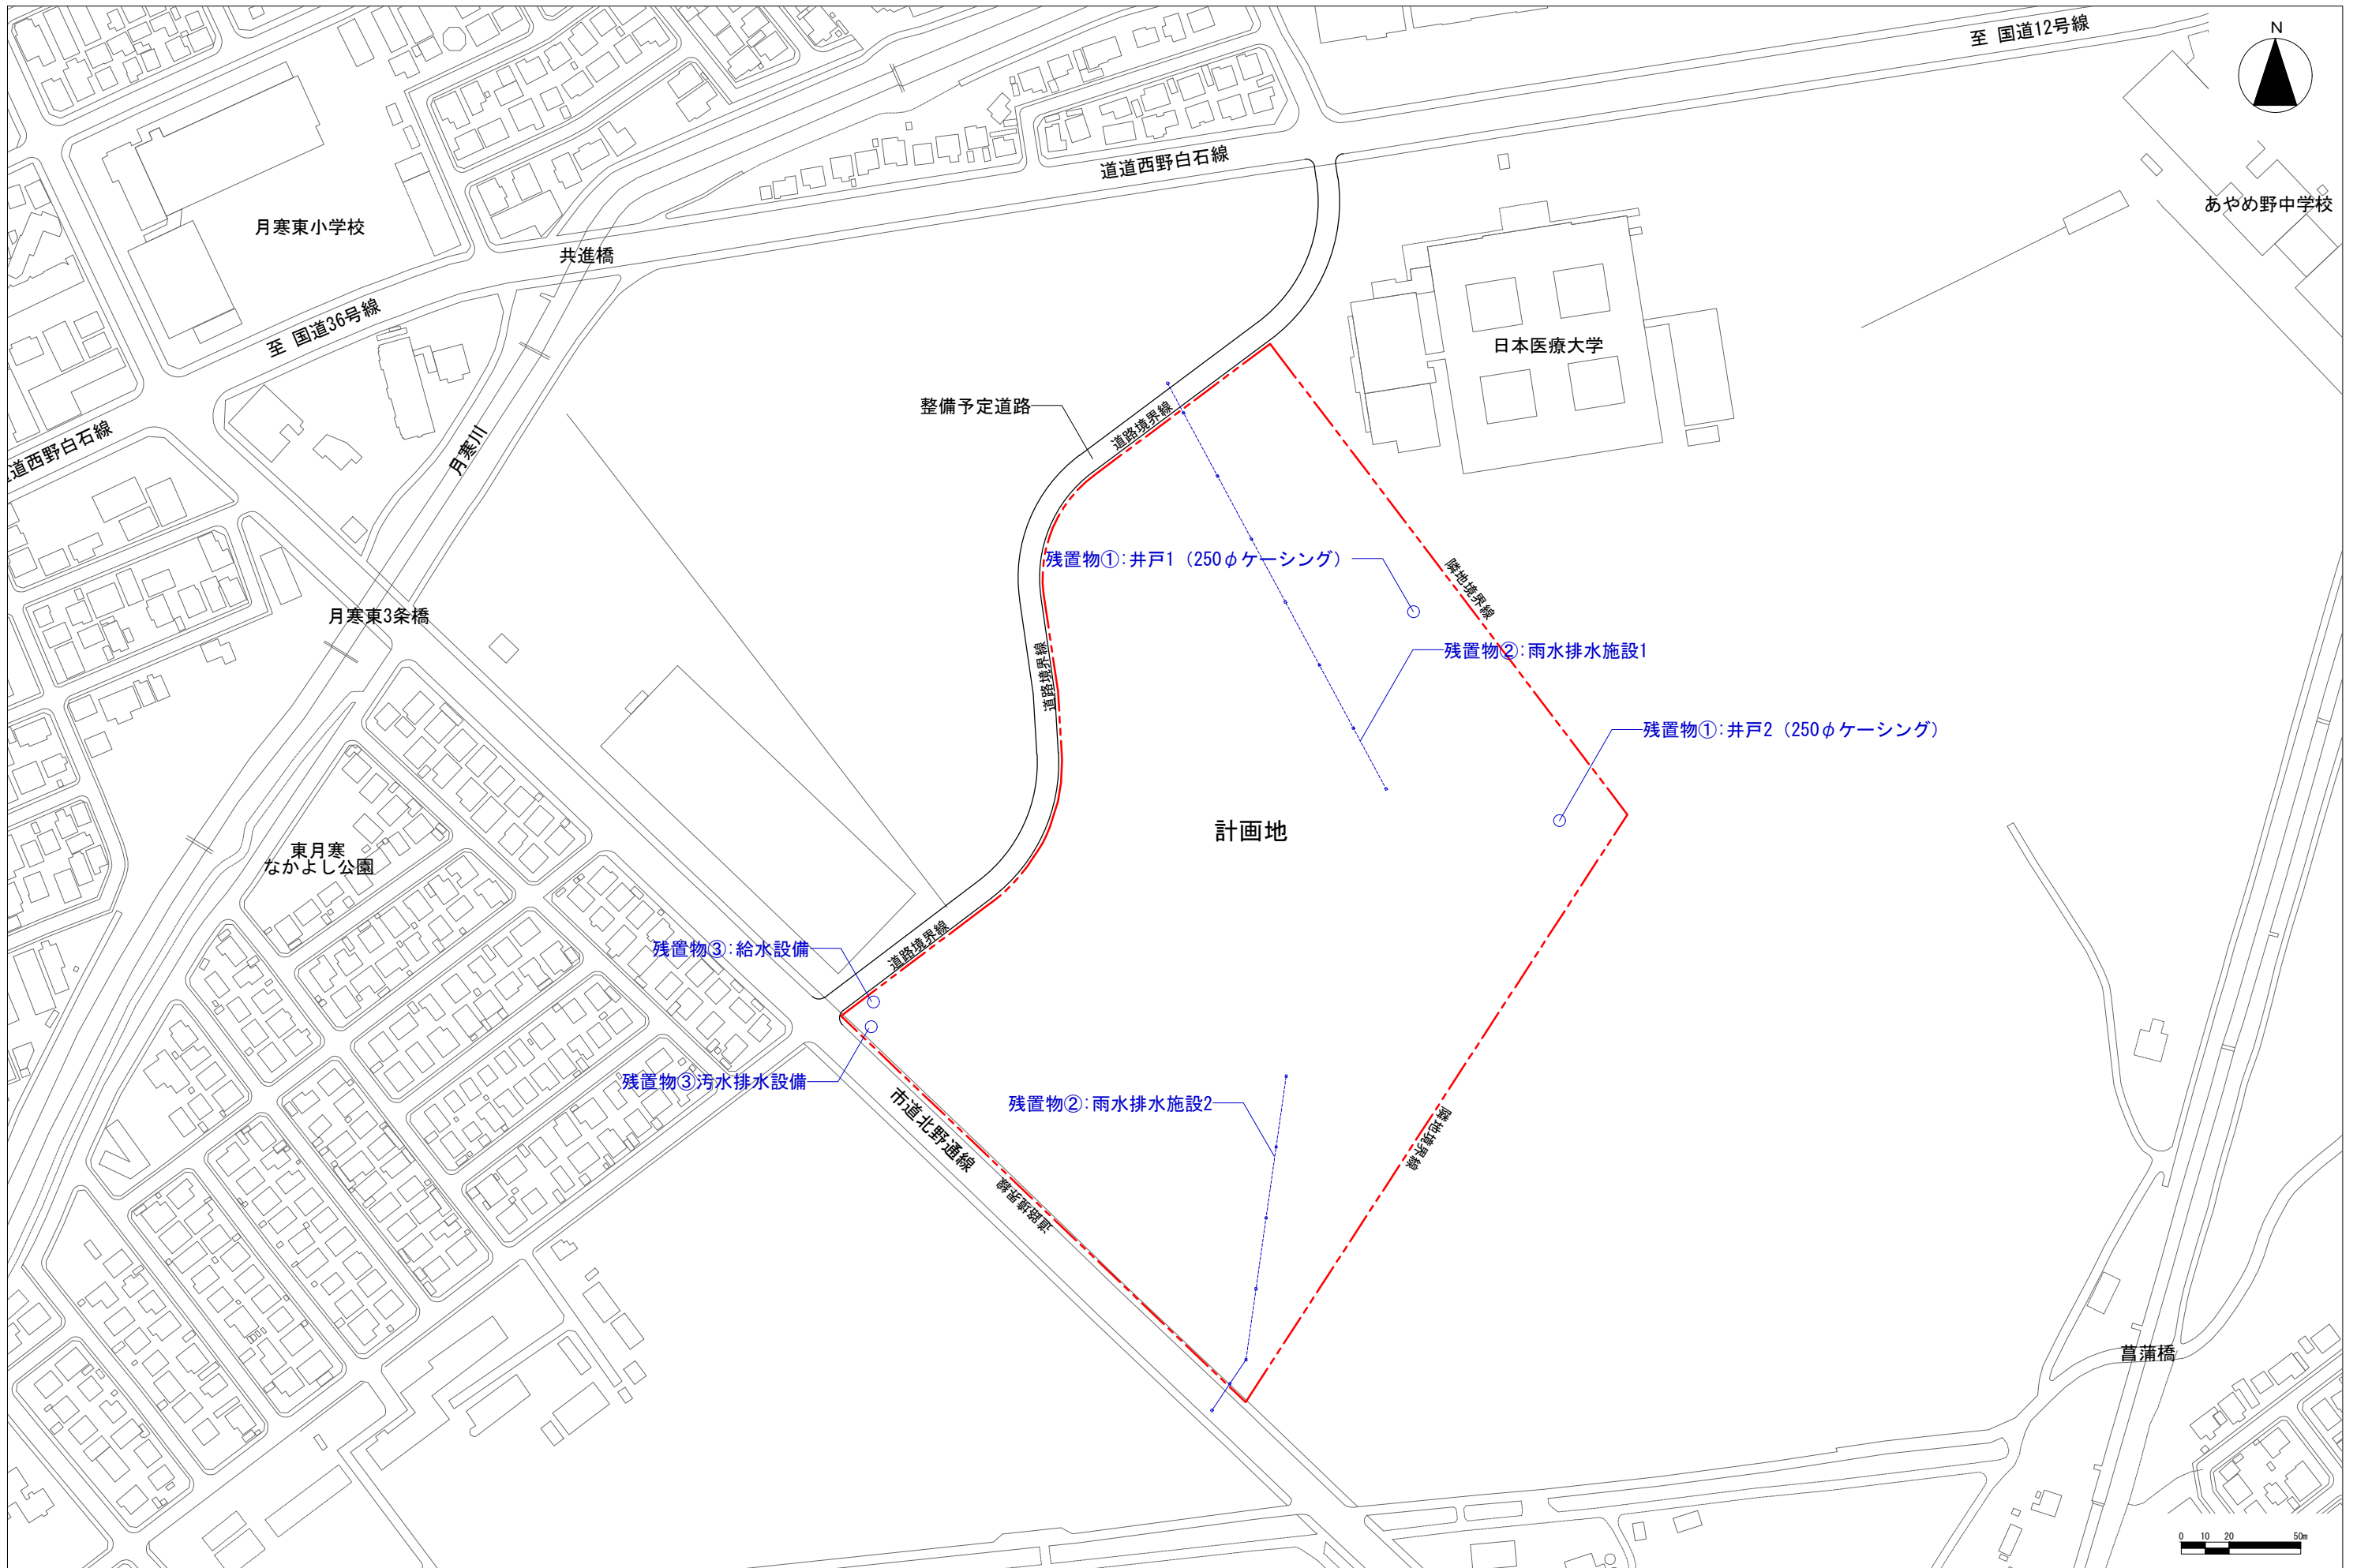 至 国道12号線
N
道道西野白石線
あやめ野中学校
月寒東小学校
共進橋
至 国道36号線
日本医療大学
整備予定道路
道路境界線
道西野白石線
月寒川
残置物①:井戸1（250φケーシング）
隣地境界線
月寒東3条橋
残置物②:雨水排水施設1
道路境界線
残置物①:井戸2（250φケーシング）
計画地
東月寒
なかよし公園
道路境界線
残置物③:給水設備
残置物③汚水排水設備
市道北野通線
残置物②:雨水排水施設2
隣地境界線
道路境界線
菖蒲橋
0 10 20 50m